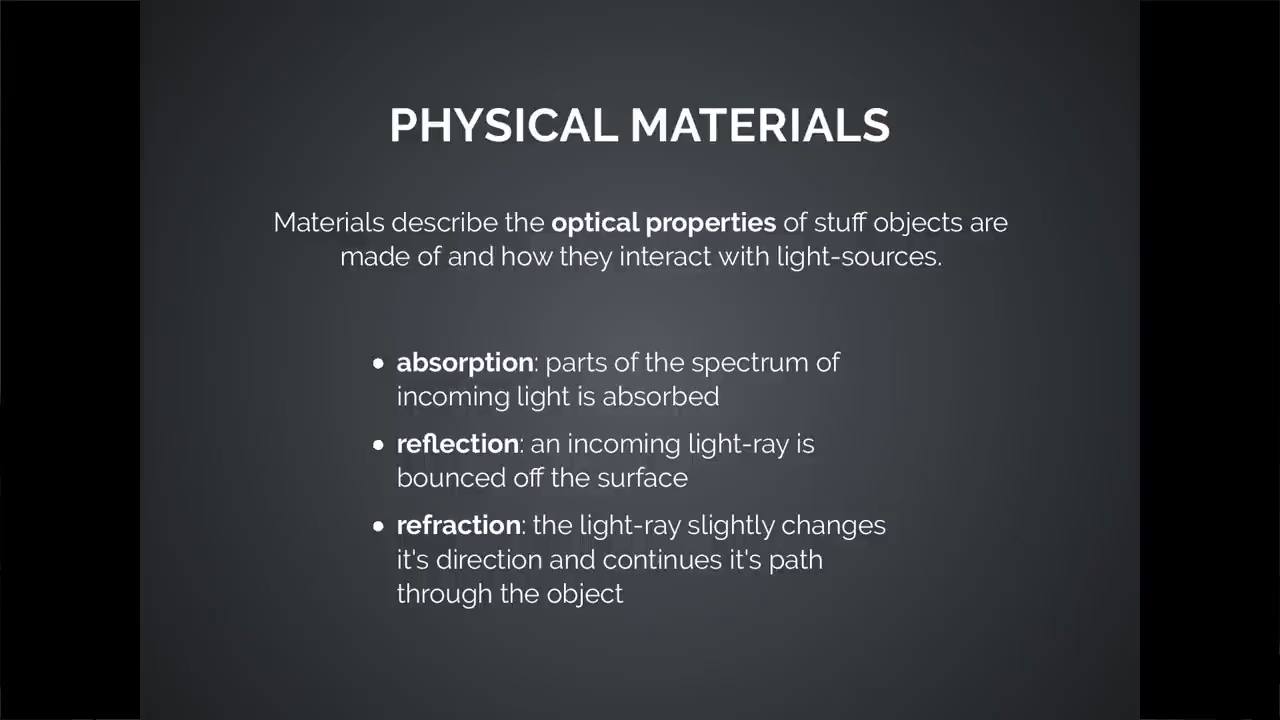 PHYSICAL MATERIALS
Materials describe the optical properties of stuff objects are
made of and how they interact with light-sources.
• absorption: parts of the spectrum of
incoming light is absorbed
• reflection: an incoming light-ray is
bounced off the surface
• refraction: the light-ray slightly changes
it's direction and continues it's path
through the object